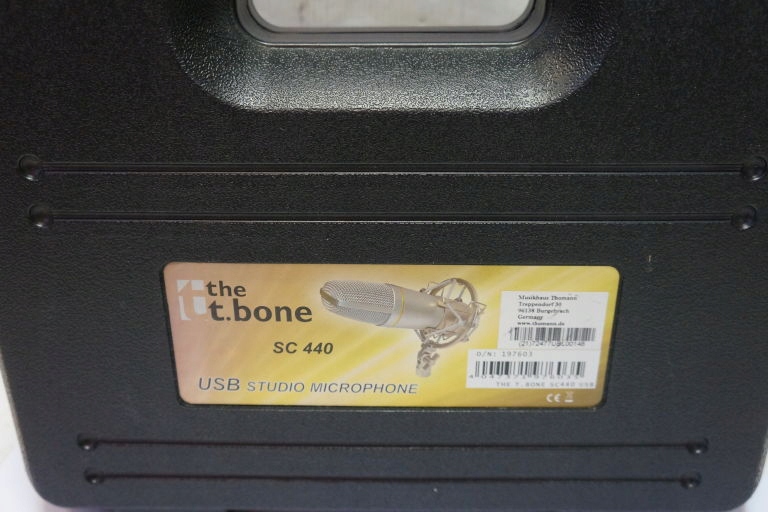 the
t.bone
SC 440
USB STUDIO MICROPHONE
Musikhaus Thomann
Treppendorf 30
96138 Burgebrach
Germany
www.thomann.de
D/N: 197603
THE T.BONE SC440 USB
CE